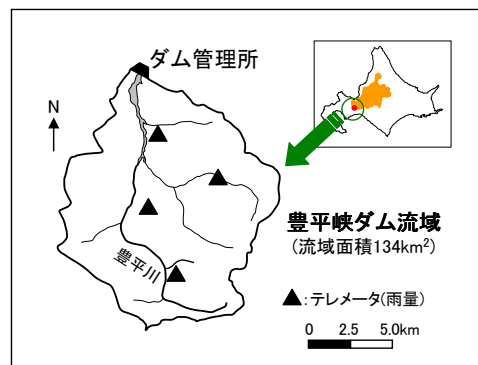 ダム管理所
N
豊平峡ダム流域
(流域面積134km²)
豊平川
▲:テレメータ(雨量)
0 2.5 5.0km